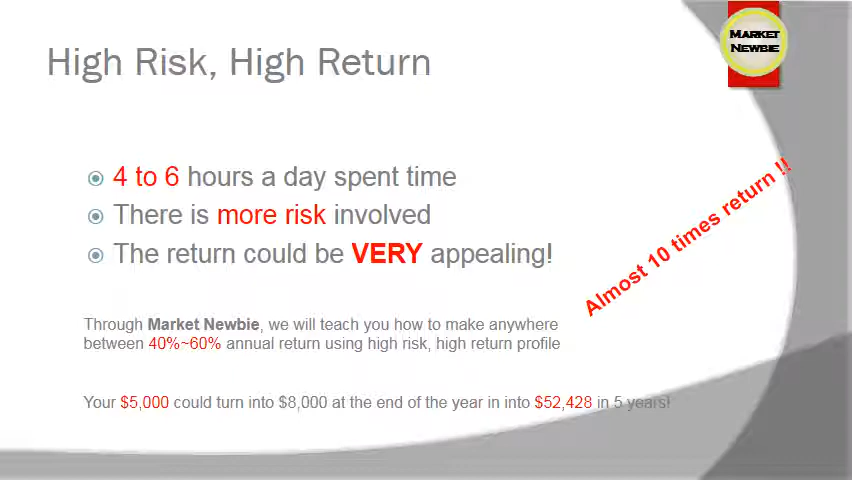 High Risk, High Return
MARKET
NEWBIE
4 to 6 hours a day spent time
There is more risk involved
The return could be VERY appealing!
Almost 10 times return !!
Through Market Newbie, we will teach you how to make anywhere
between 40%~60% annual return using high risk, high return profile
Your $5,000 could turn into $8,000 at the end of the year in into $52,428 in 5 years!